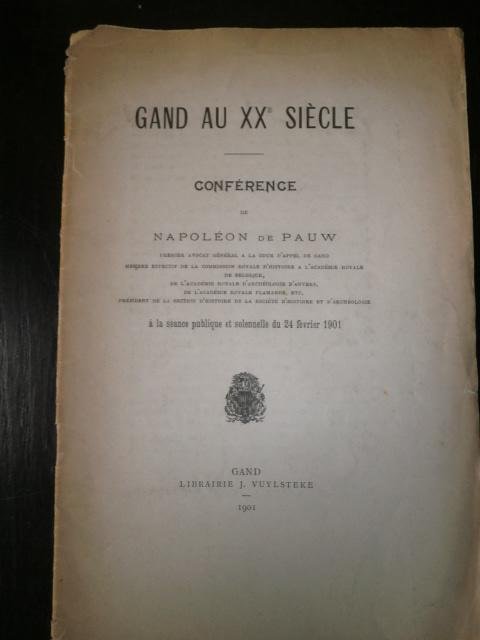 GAND AU XXᵉ SIÈCLE
CONFÉRENCE
DE
NAPOLÉON DE PAUW
PREMIER AVOCAT GÉNÉRAL A LA COUR D'APPEL DE GAND
MEMBRE EFFECTIF DE LA COMMISSION ROYALE D'HISTOIRE A L'ACADÉMIE ROYALE
DE BELGIQUE,
DE L'ACADÉMIE ROYALE D'ARCHÉOLOGIE D'ANVERS,
DE L'ACADÉMIE ROYALE FLAMANDE, ETC.
PRÉSIDENT DE LA SECTION D'HISTOIRE DE LA SOCIÉTÉ D'HISTOIRE ET D'ARCHÉOLOGIE
à la séance publique et solennelle du 24 février 1901
GAND
LIBRAIRIE J. VUYLSTEKE
1901